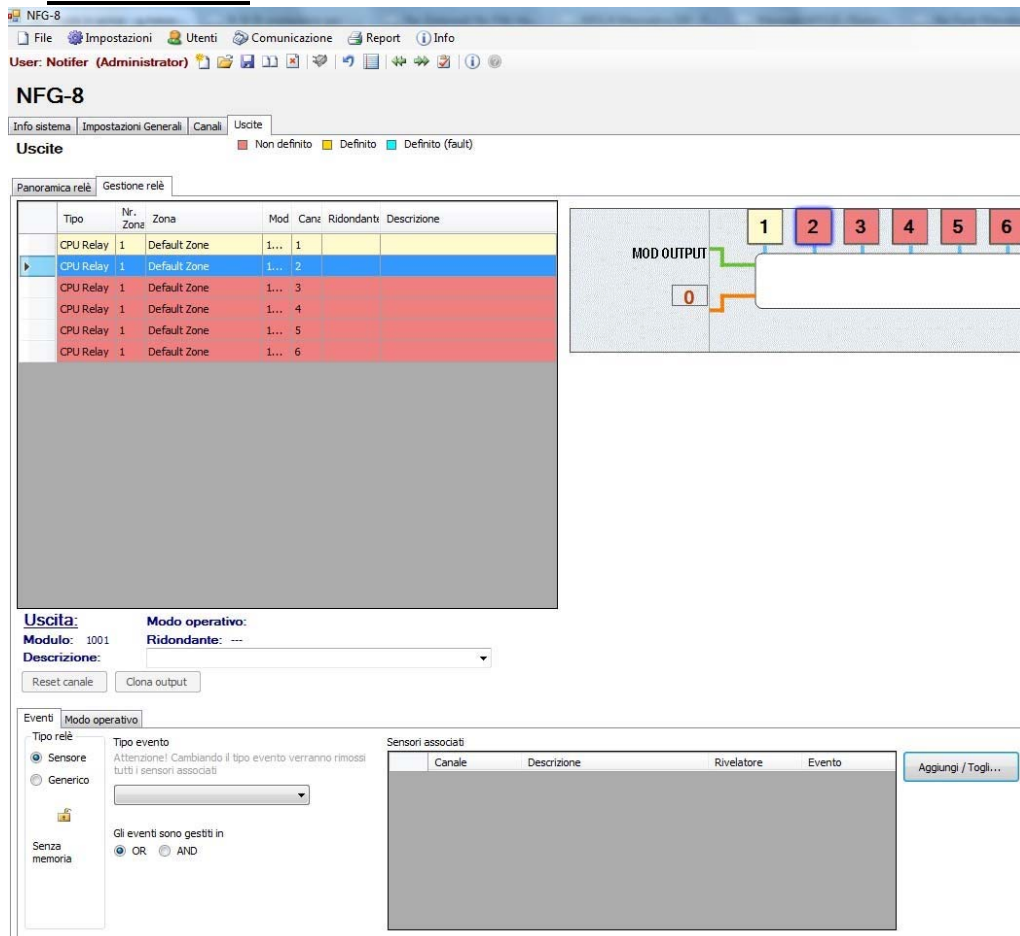 NFG-8
File Impostazioni Utenti Comunicazione Report Info
User: Notifer (Administrator)
NFG-8
Info sistema Impostazioni Generali Canali Uscite
Uscite Non definito Definito Definito (fault)
Panoramica relè Gestione relè
Tipo Nr. Zona Zona Mod Cana Ridondante Descrizione
CPU Relay 1 Default Zone 1... 1
CPU Relay 1 Default Zone 1... 2
CPU Relay 1 Default Zone 1... 3
CPU Relay 1 Default Zone 1... 4
CPU Relay 1 Default Zone 1... 5
CPU Relay 1 Default Zone 1... 6
1 2 3 4 5 6
MOD OUTPUT
0
Uscita: Modo operativo:
Modulo: 1001 Ridondante: ---
Descrizione:
Reset canale Clona output
Eventi Modo operativo
Tipo relè
Sensore
Generico
Senza
memoria
Tipo evento
Attenzione! Cambiando il tipo evento verranno rimossi
tutti i sensori associati
Gli eventi sono gestiti in
OR AND
Sensori associati
Canale Descrizione Rivelatore Evento
Aggiungi / Togli...